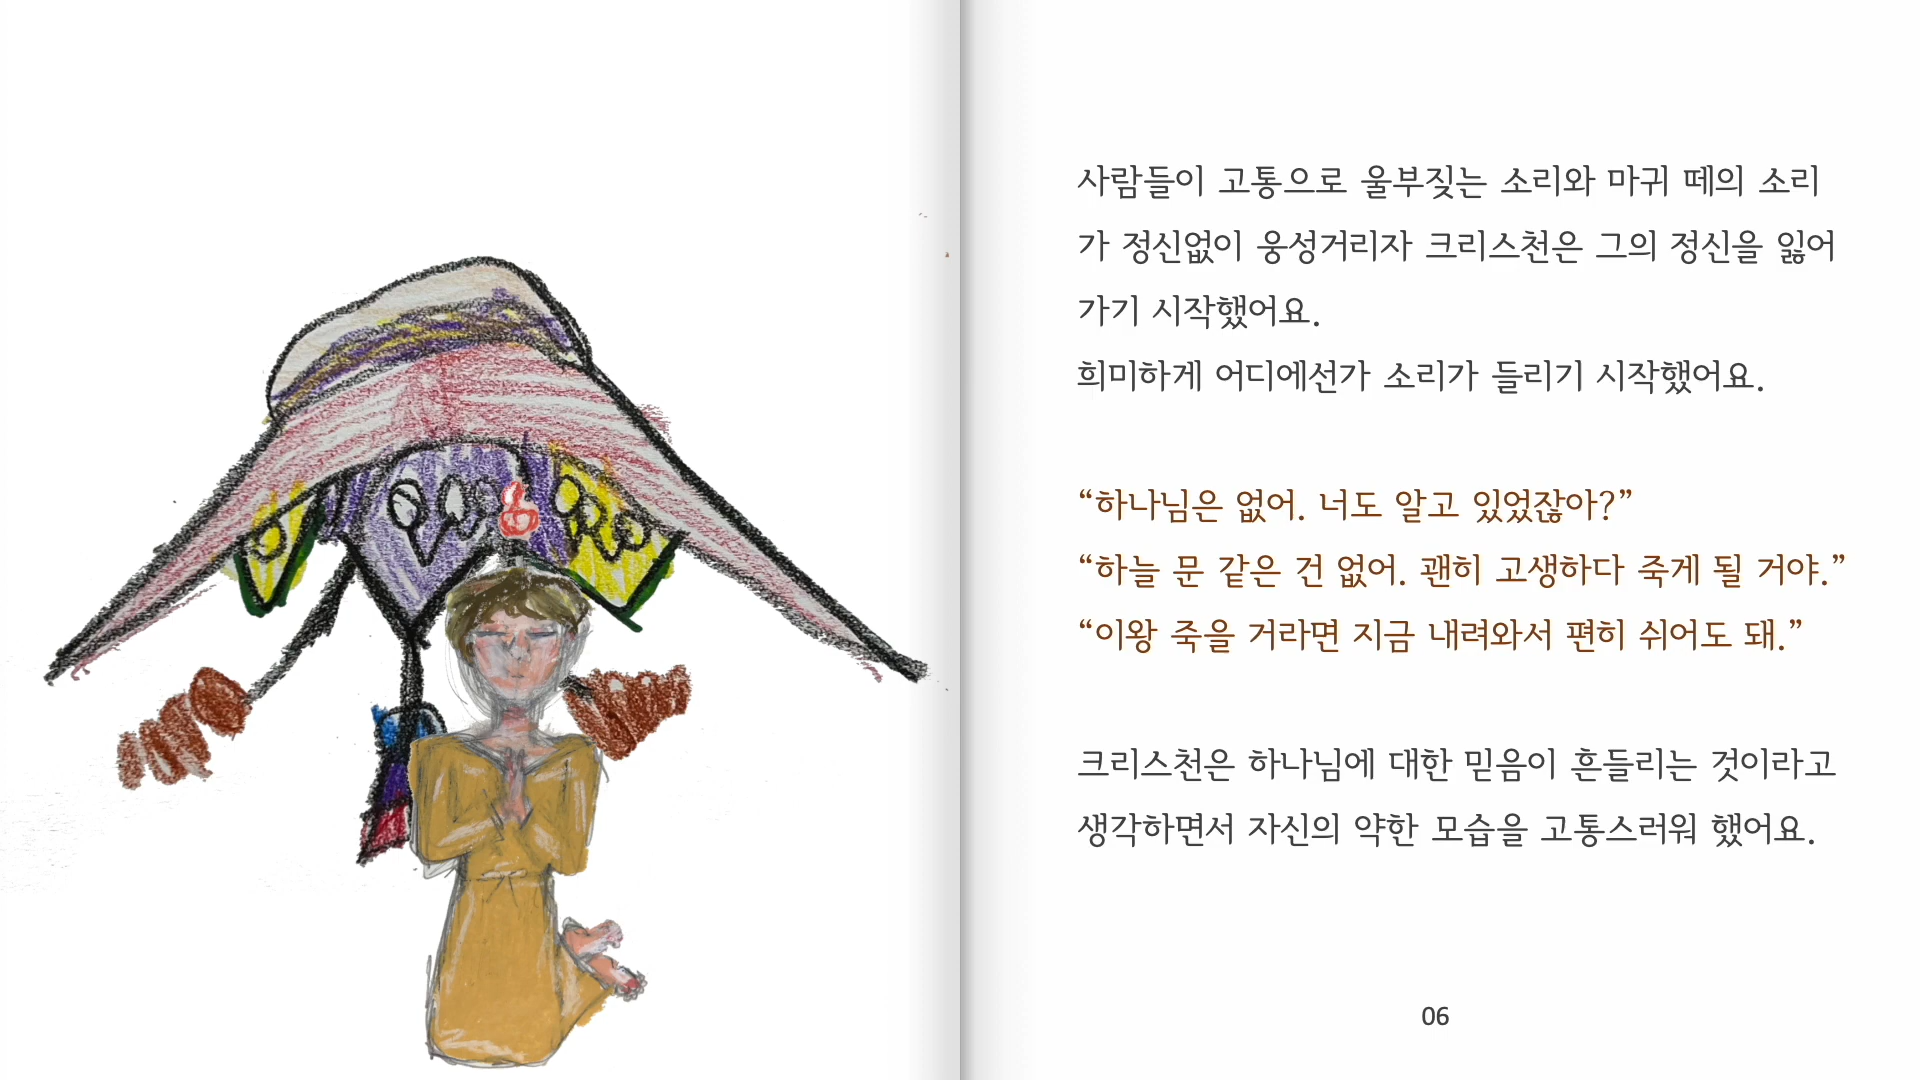 사람들이 고통으로 울부짖는 소리와 마귀 떼의 소리
가 정신없이 웅성거리자 크리스천은 그의 정신을 잃어
가기 시작했어요.
희미하게 어디에선가 소리가 들리기 시작했어요.
“하나님은 없어. 너도 알고 있었잖아?”
“하늘 문 같은 건 없어. 괜히 고생하다 죽게 될 거야.”
“이왕 죽을 거라면 지금 내려와서 편히 쉬어도 돼.”
크리스천은 하나님에 대한 믿음이 흔들리는 것이라고
생각하면서 자신의 약한 모습을 고통스러워 했어요.
06